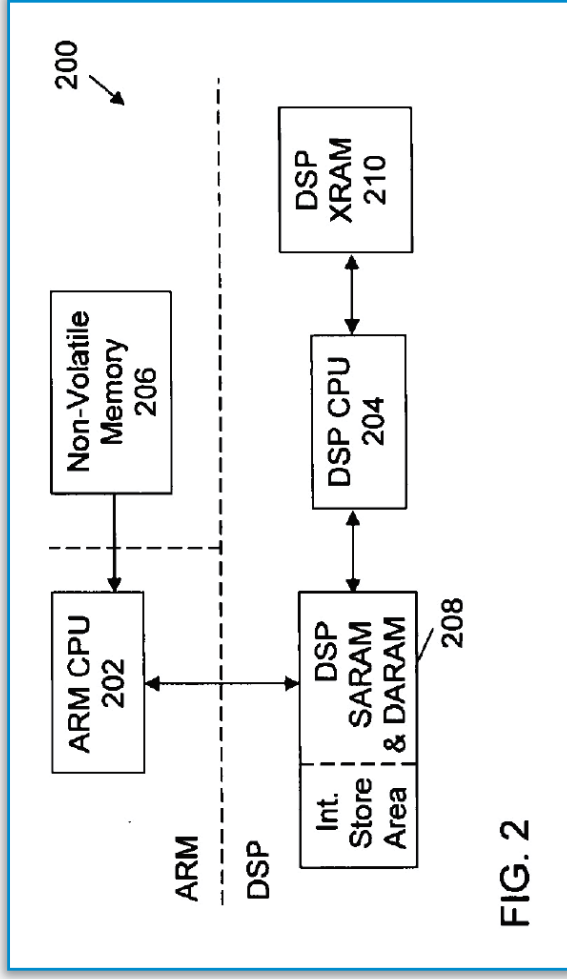 200
Non-Volatile
Memory
206
ARM CPU
202
ARM
DSP
Int.
Store
Area
DSP
SARAM
& DARAM
208
DSP CPU
204
DSP
XRAM
210
FIG. 2